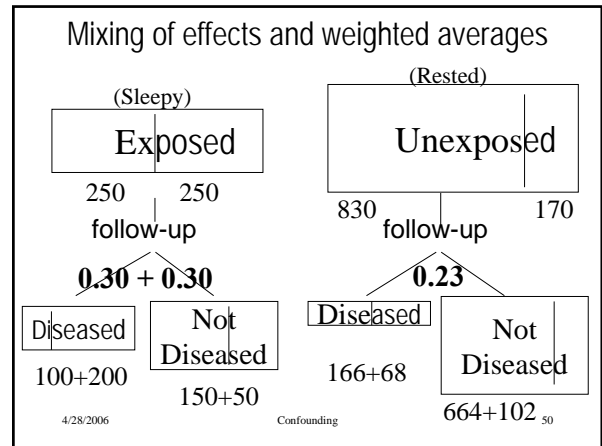 Mixing of effects and weighted averages
(Sleepy)
Exposed
250 250
follow-up
0.30 + 0.30
Diseased
100+200
Not
Diseased
150+50
(Rested)
Unexposed
830 170
follow-up
0.23
Diseased
166+68
Not
Diseased
664+102
4/28/2006 Confounding 50